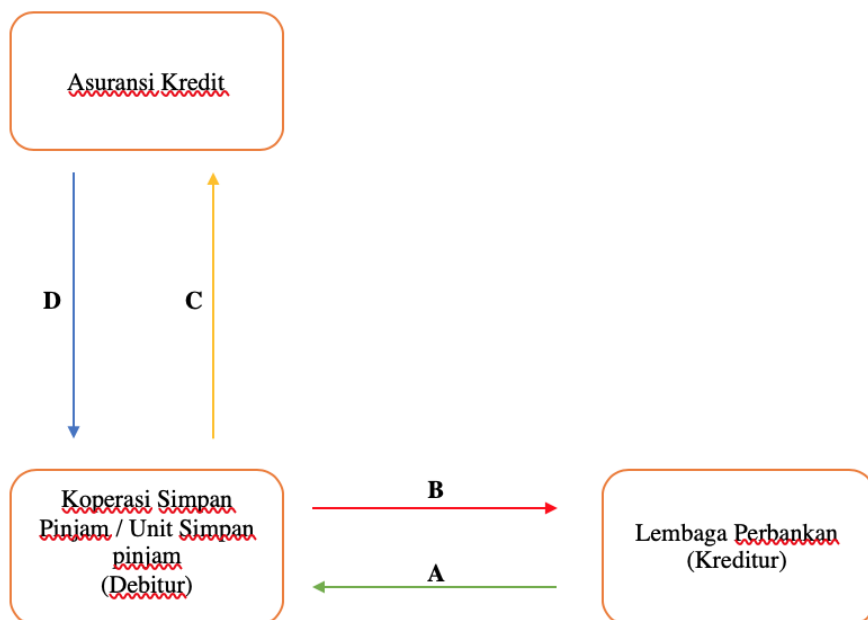 Asuransi Kredit
D
C
Koperasi Simpan
Pinjam / Unit Simpan
pinjam
(Debitur)
B
A
Lembaga Perbankan
(Kreditur)